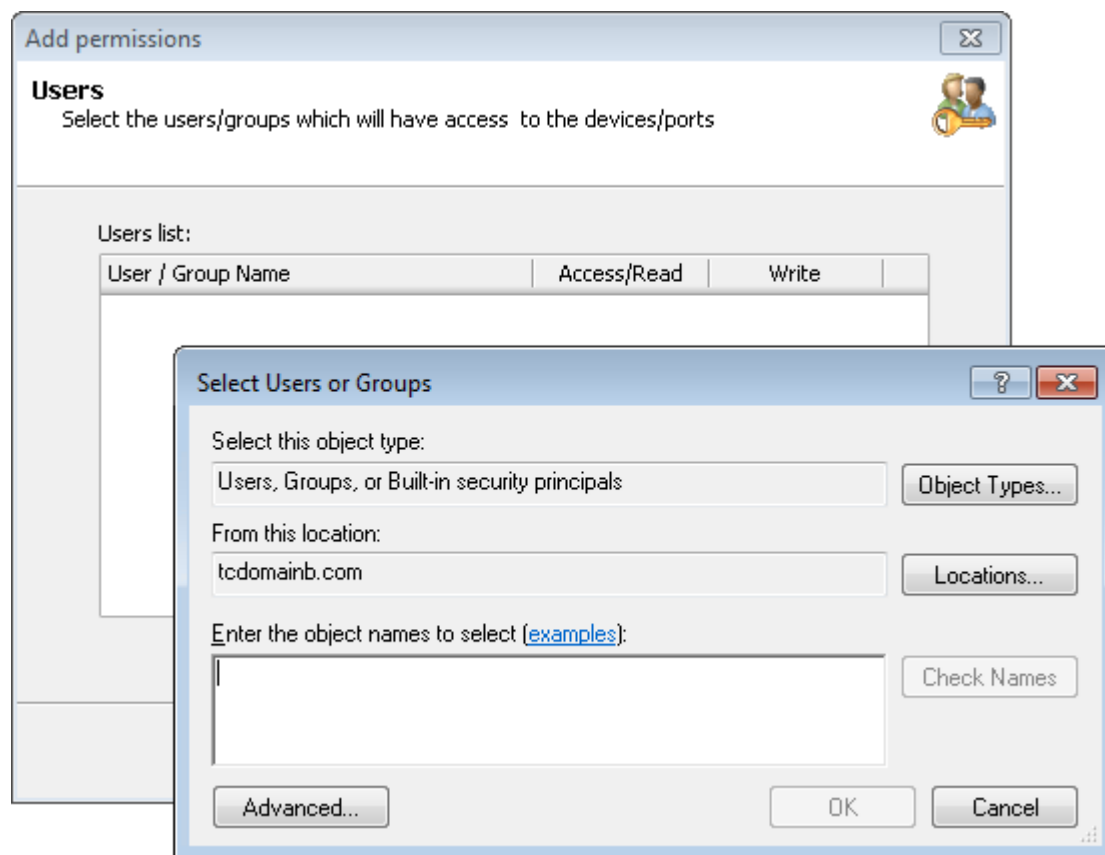 Add permissions
Users
Select the users/groups which will have access to the devices/ports
Users list:
User / Group Name Access/Read Write
Select Users or Groups
Select this object type:
Users, Groups, or Built-in security principals
Object Types...
From this location:
tcdomainb.com
Locations...
Enter the object names to select (examples):
Check Names
Advanced...
OK
Cancel